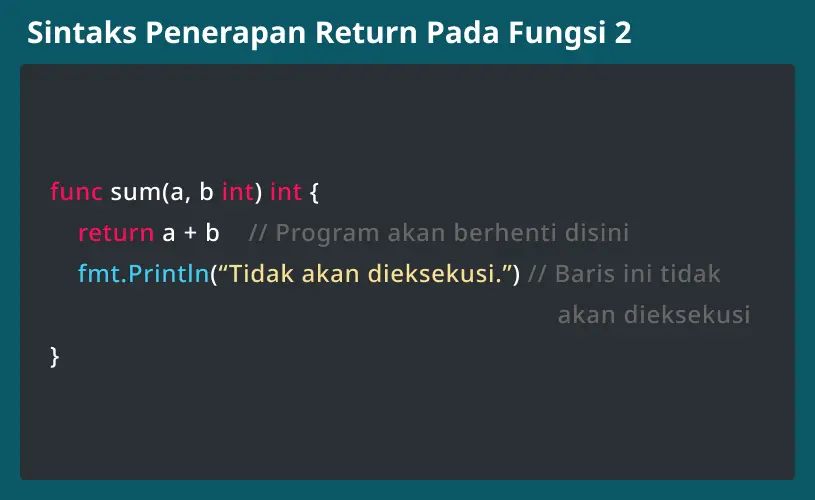 Sintaks Penerapan Return Pada Fungsi 2
func sum(a, b int) int {
return a + b // Program akan berhenti disini
fmt.Println(“Tidak akan dieksekusi.”) // Baris ini tidak
akan dieksekusi
}